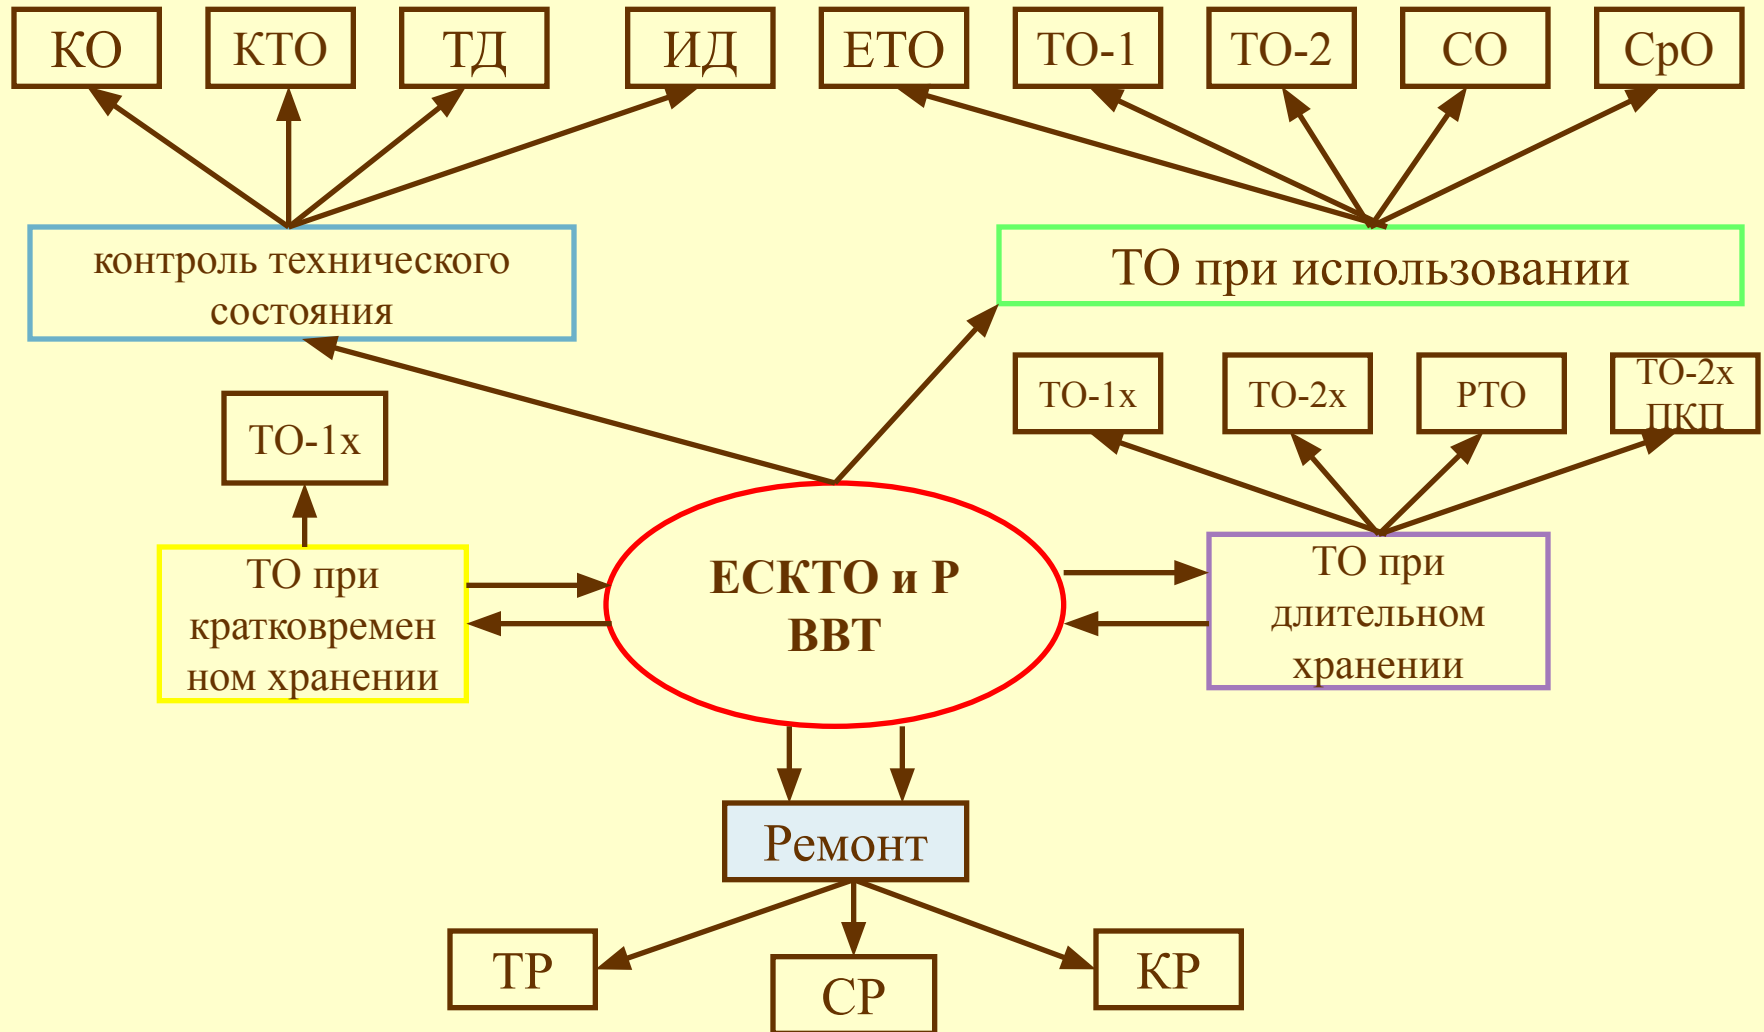 КО
КТО
ТД
ИД
ЕТО
ТО-1
ТО-2
СО
СрО
контроль технического
состояния
ТО при использовании
ТО-1х
ТО-1х
ТО-2х
РТО
ТО-2х
ПКП
ТО при
кратковремен
ном хранении
ЕСКТО и Р
ВВТ
ТО при
длительном
хранении
Ремонт
ТР
СР
КР